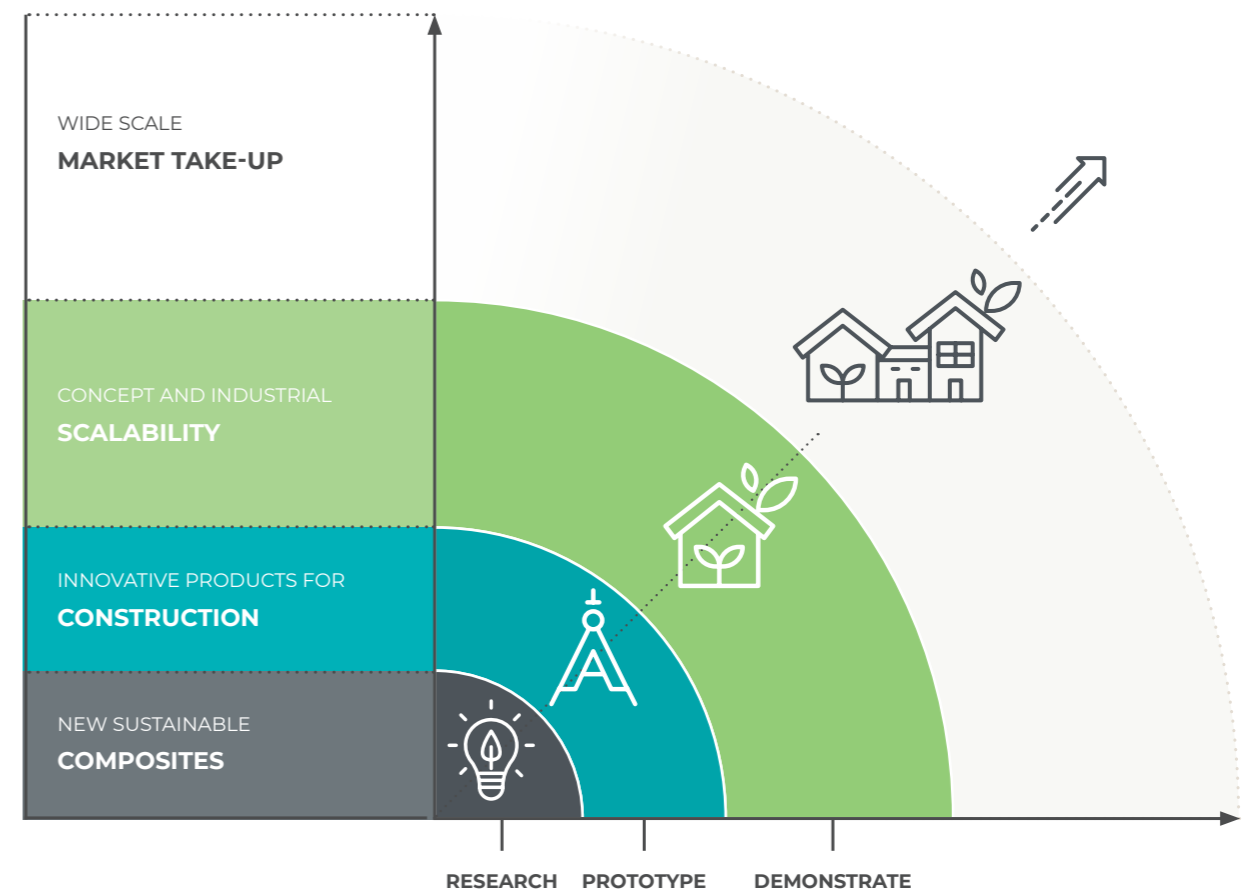 WIDE SCALE
MARKET TAKE-UP
CONCEPT AND INDUSTRIAL
SCALABILITY
INNOVATIVE PRODUCTS FOR
CONSTRUCTION
NEW SUSTAINABLE
COMPOSITES
RESEARCH PROTOTYPE DEMONSTRATE